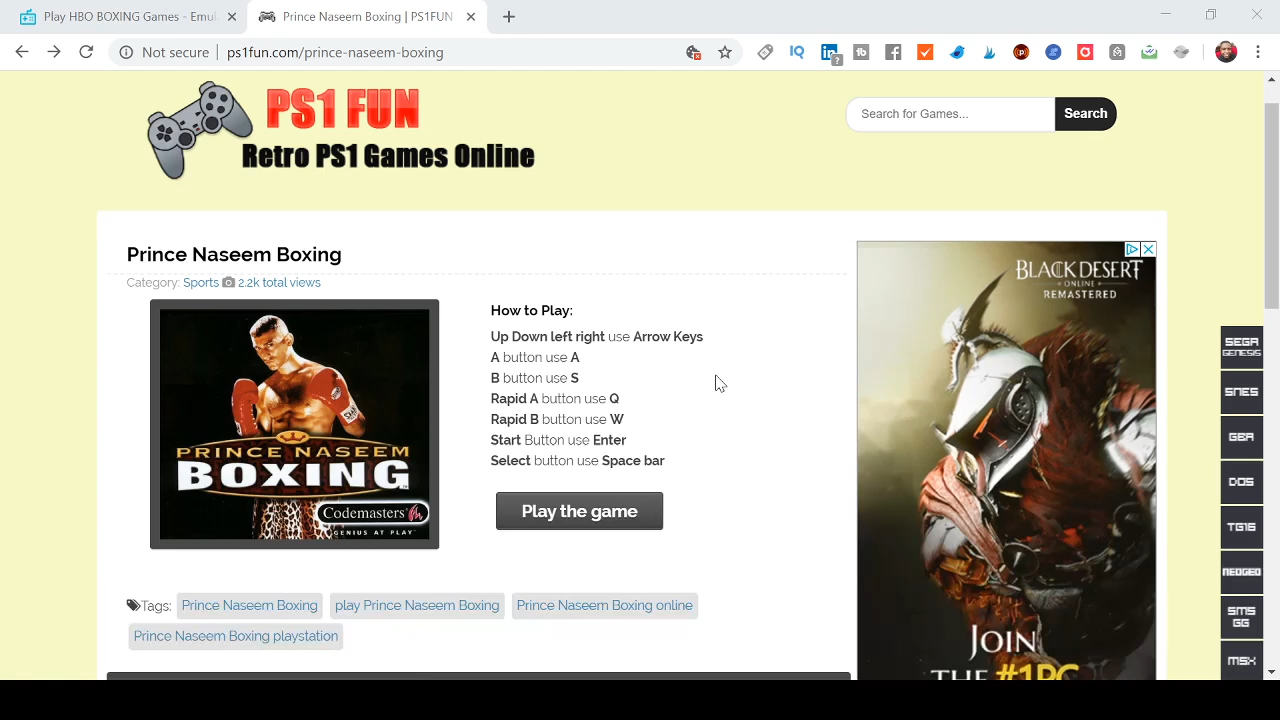 Play HBO BOXING Games - Emul
Prince Naseem Boxing | PS1FUN
Not secure
ps1fun.com/prince-naseem-boxing
PS1 FUN
Retro PS1 Games Online
Search for Games...
Search
Prince Naseem Boxing
Category: Sports 2.2k total views
PRINCE NASEEM
BOXING
Codemasters
GENIUS AT PLAY
How to Play:
Up Down left right use Arrow Keys
A button use A
B button use S
Rapid A button use Q
Rapid B button use W
Start Button use Enter
Select button use Space bar
Play the game
Tags: Prince Naseem Boxing play Prince Naseem Boxing Prince Naseem Boxing online
Prince Naseem Boxing playstation
BLACK DESERT
ONLINE
REMASTERED
JOIN
THE #1 PC
SEGA
GENESIS
SNES
GBA
DOS
TG16
NEOGEO
SMS
GG
MSX